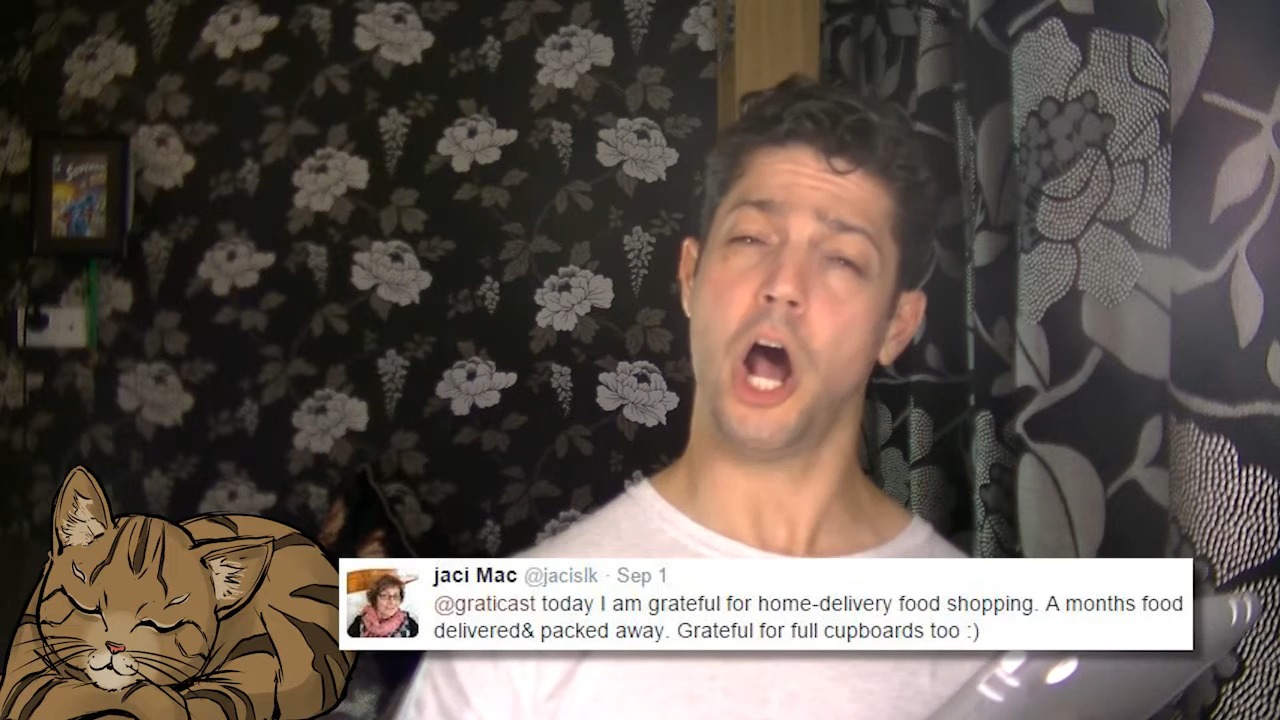 jaci Mac @jacislk · Sep 1
@graticast today I am grateful for home-delivery food shopping. A months food
delivered& packed away. Grateful for full cupboards too :)